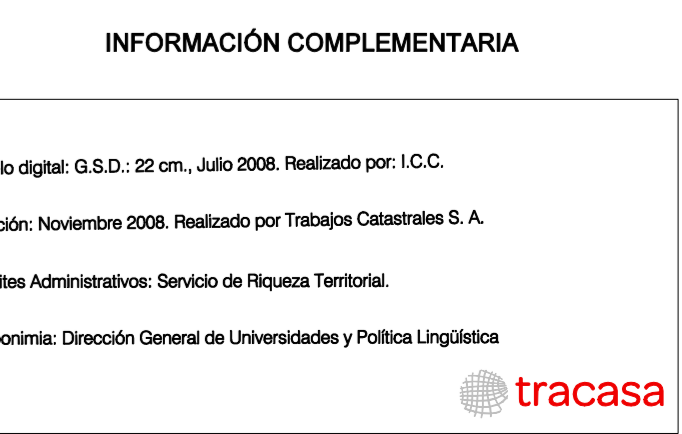 INFORMACIÓN COMPLEMENTARIA
lo digital: G.S.D.: 22 cm., Julio 2008. Realizado por: I.C.C.
ción: Noviembre 2008. Realizado por Trabajos Catastrales S. A.
ites Administrativos: Servicio de Riqueza Territorial.
onimia: Dirección General de Universidades y Política Lingüística
tracasa